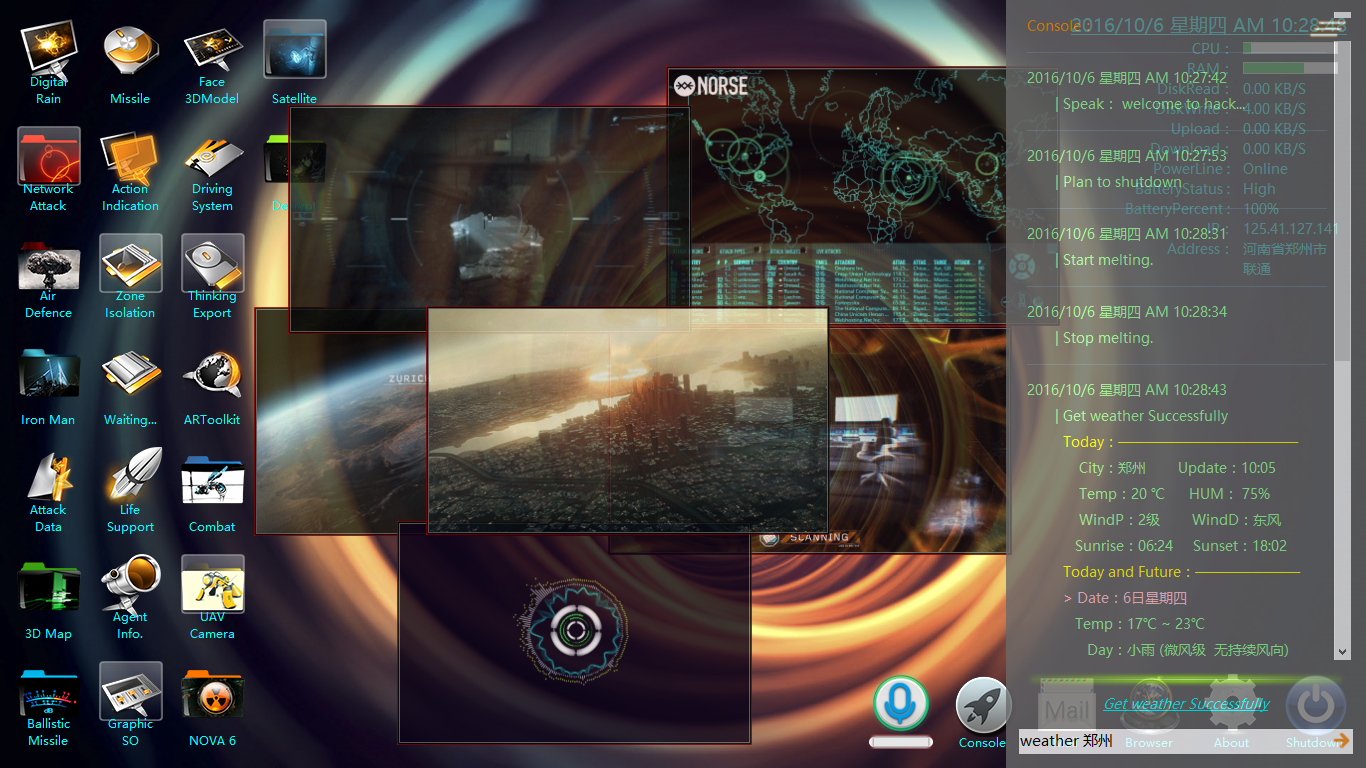 Digital
Rain
Missile
Face
3DModel
Satellite
Network
Attack
Action
Indication
Driving
System
Air
Defence
Zone
Isolation
Thinking
Export
Iron Man
Waiting...
ARToolkit
Attack
Data
Life
Support
Combat
3D Map
Agent
Info.
UAV
Camera
Ballistic
Missile
Graphic
SO
NOVA 6
NORSE
ZURIC
SCANNING
Console
Console
2016/10/6 星期四 AM 10:28:43
CPU :
RAM :
DiskRead : 0.00 KB/S
DiskWrite : 4.00 KB/S
Upload : 0.00 KB/S
Download : 0.00 KB/S
PowerLine : Online
BatteryStatus : High
BatteryPercent : 100%
IP : 125.41.127.141
Address : 河南省郑州市
联通
2016/10/6 星期四 AM 10:27:42
| Speak : welcome to hack...
2016/10/6 星期四 AM 10:27:53
| Plan to shutdown
2016/10/6 星期四 AM 10:28:31
| Start melting.
2016/10/6 星期四 AM 10:28:34
| Stop melting.
2016/10/6 星期四 AM 10:28:43
| Get weather Successfully
Today :
City : 郑州 Update : 10:05
Temp : 20 ℃ HUM : 75%
WindP : 2级 WindD : 东风
Sunrise : 06:24 Sunset : 18:02
Today and Future :
> Date : 6日星期四
Temp : 17℃ ~ 23℃
Day : 小雨 (微风级 无持续风向)
Mail
Get weather Successfully
weather 郑州
Browser
About
Shutdown